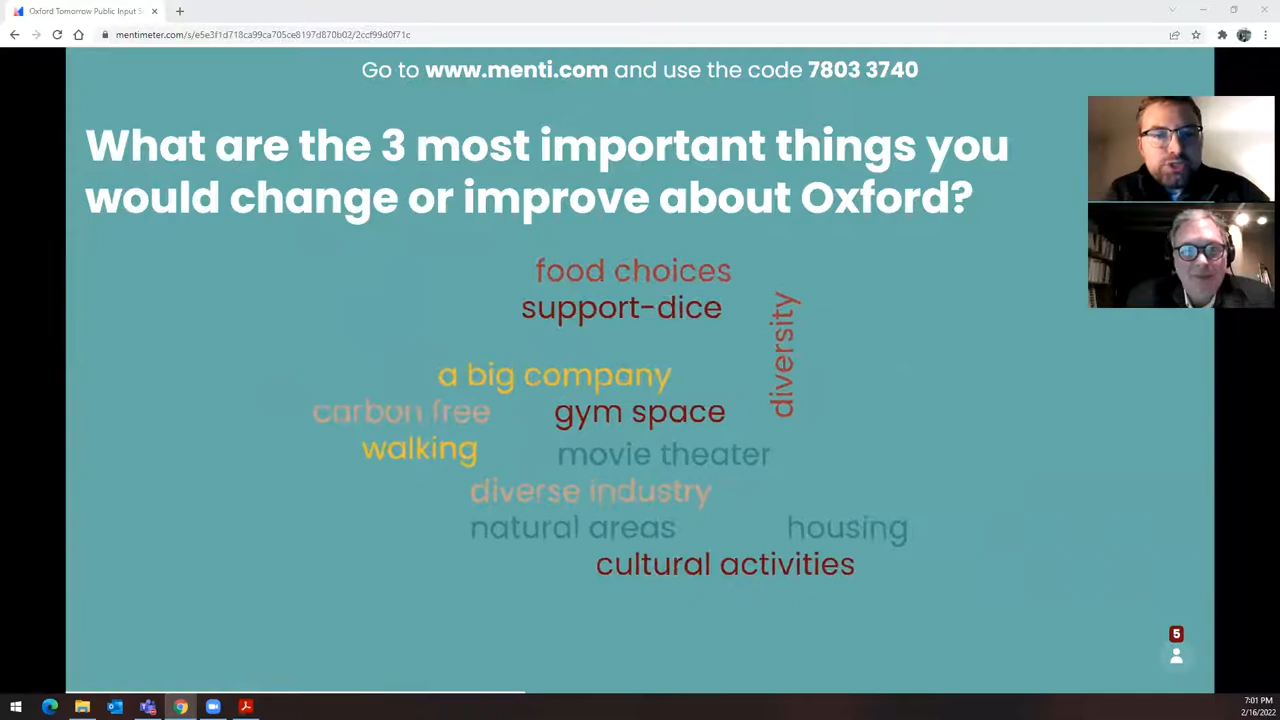 Oxford Tomorrow Public Input S
mentimeter.com/s/e5e3f1d718ca99ca705ce8197d870b02/2ccf99d0f71c
Go to www.menti.com and use the code 7803 3740
What are the 3 most important things you
would change or improve about Oxford?
food choices
support-dice
diversity
a big company
carbon free
gym space
walking
movie theater
diverse industry
natural areas
housing
cultural activities
5
7:01 PM
2/16/2022